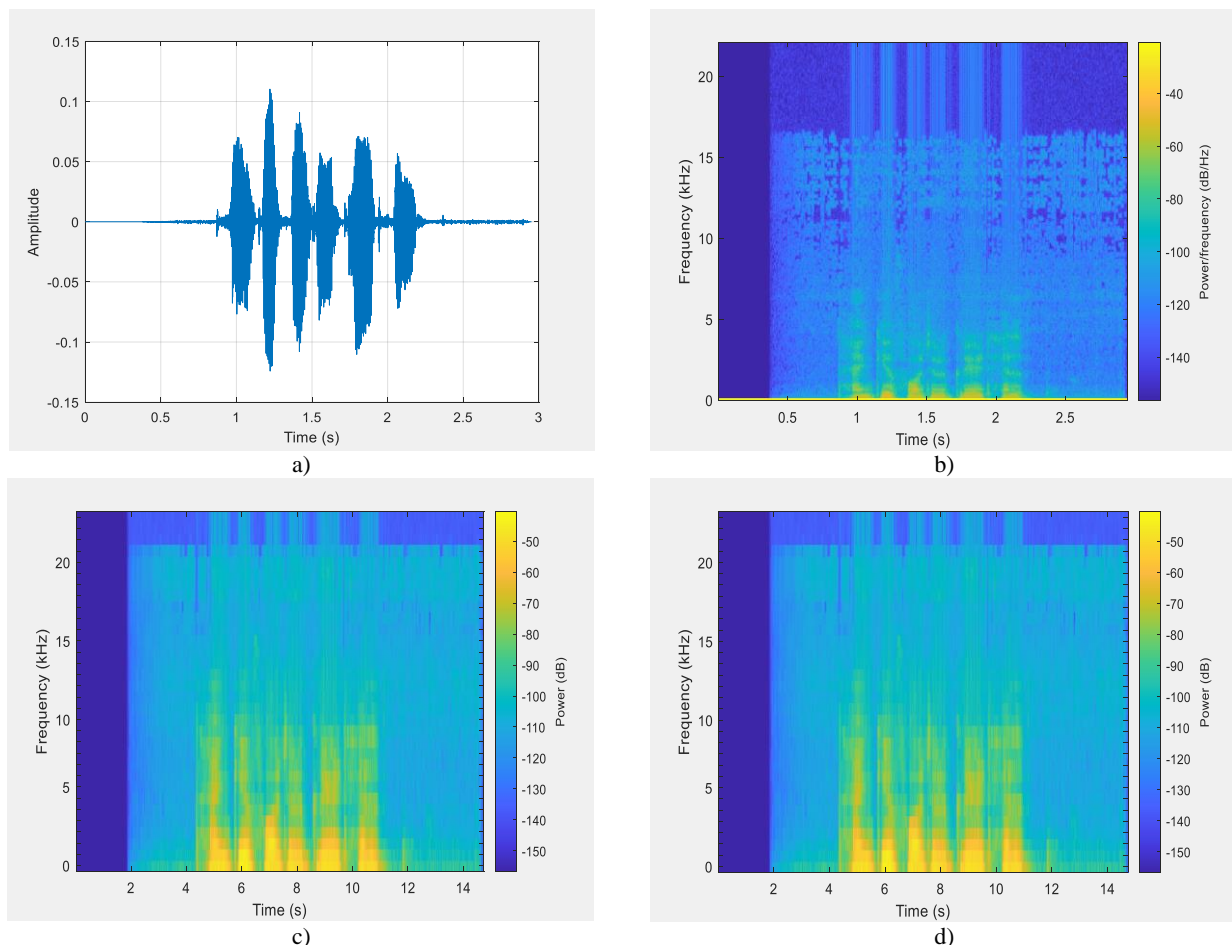 0.15
0.1
0.05
0
-0.05
-0.1
-0.15
Amplitude
0 0.5 1 1.5 2 2.5 3
Time (s)
a)
20
15
10
5
0
Frequency (kHz)
0.5 1 1.5 2 2.5
Time (s)
-40
-60
-80
-100
-120
-140
Power/frequency (dB/Hz)
b)
20
15
10
5
0
Frequency (kHz)
2 4 6 8 10 12 14
Time (s)
-50
-60
-70
-80
-90
-100
-110
-120
-130
-140
-150
Power (dB)
c)
20
15
10
5
0
Frequency (kHz)
2 4 6 8 10 12 14
Time (s)
-50
-60
-70
-80
-90
-100
-110
-120
-130
-140
-150
Power (dB)
d)